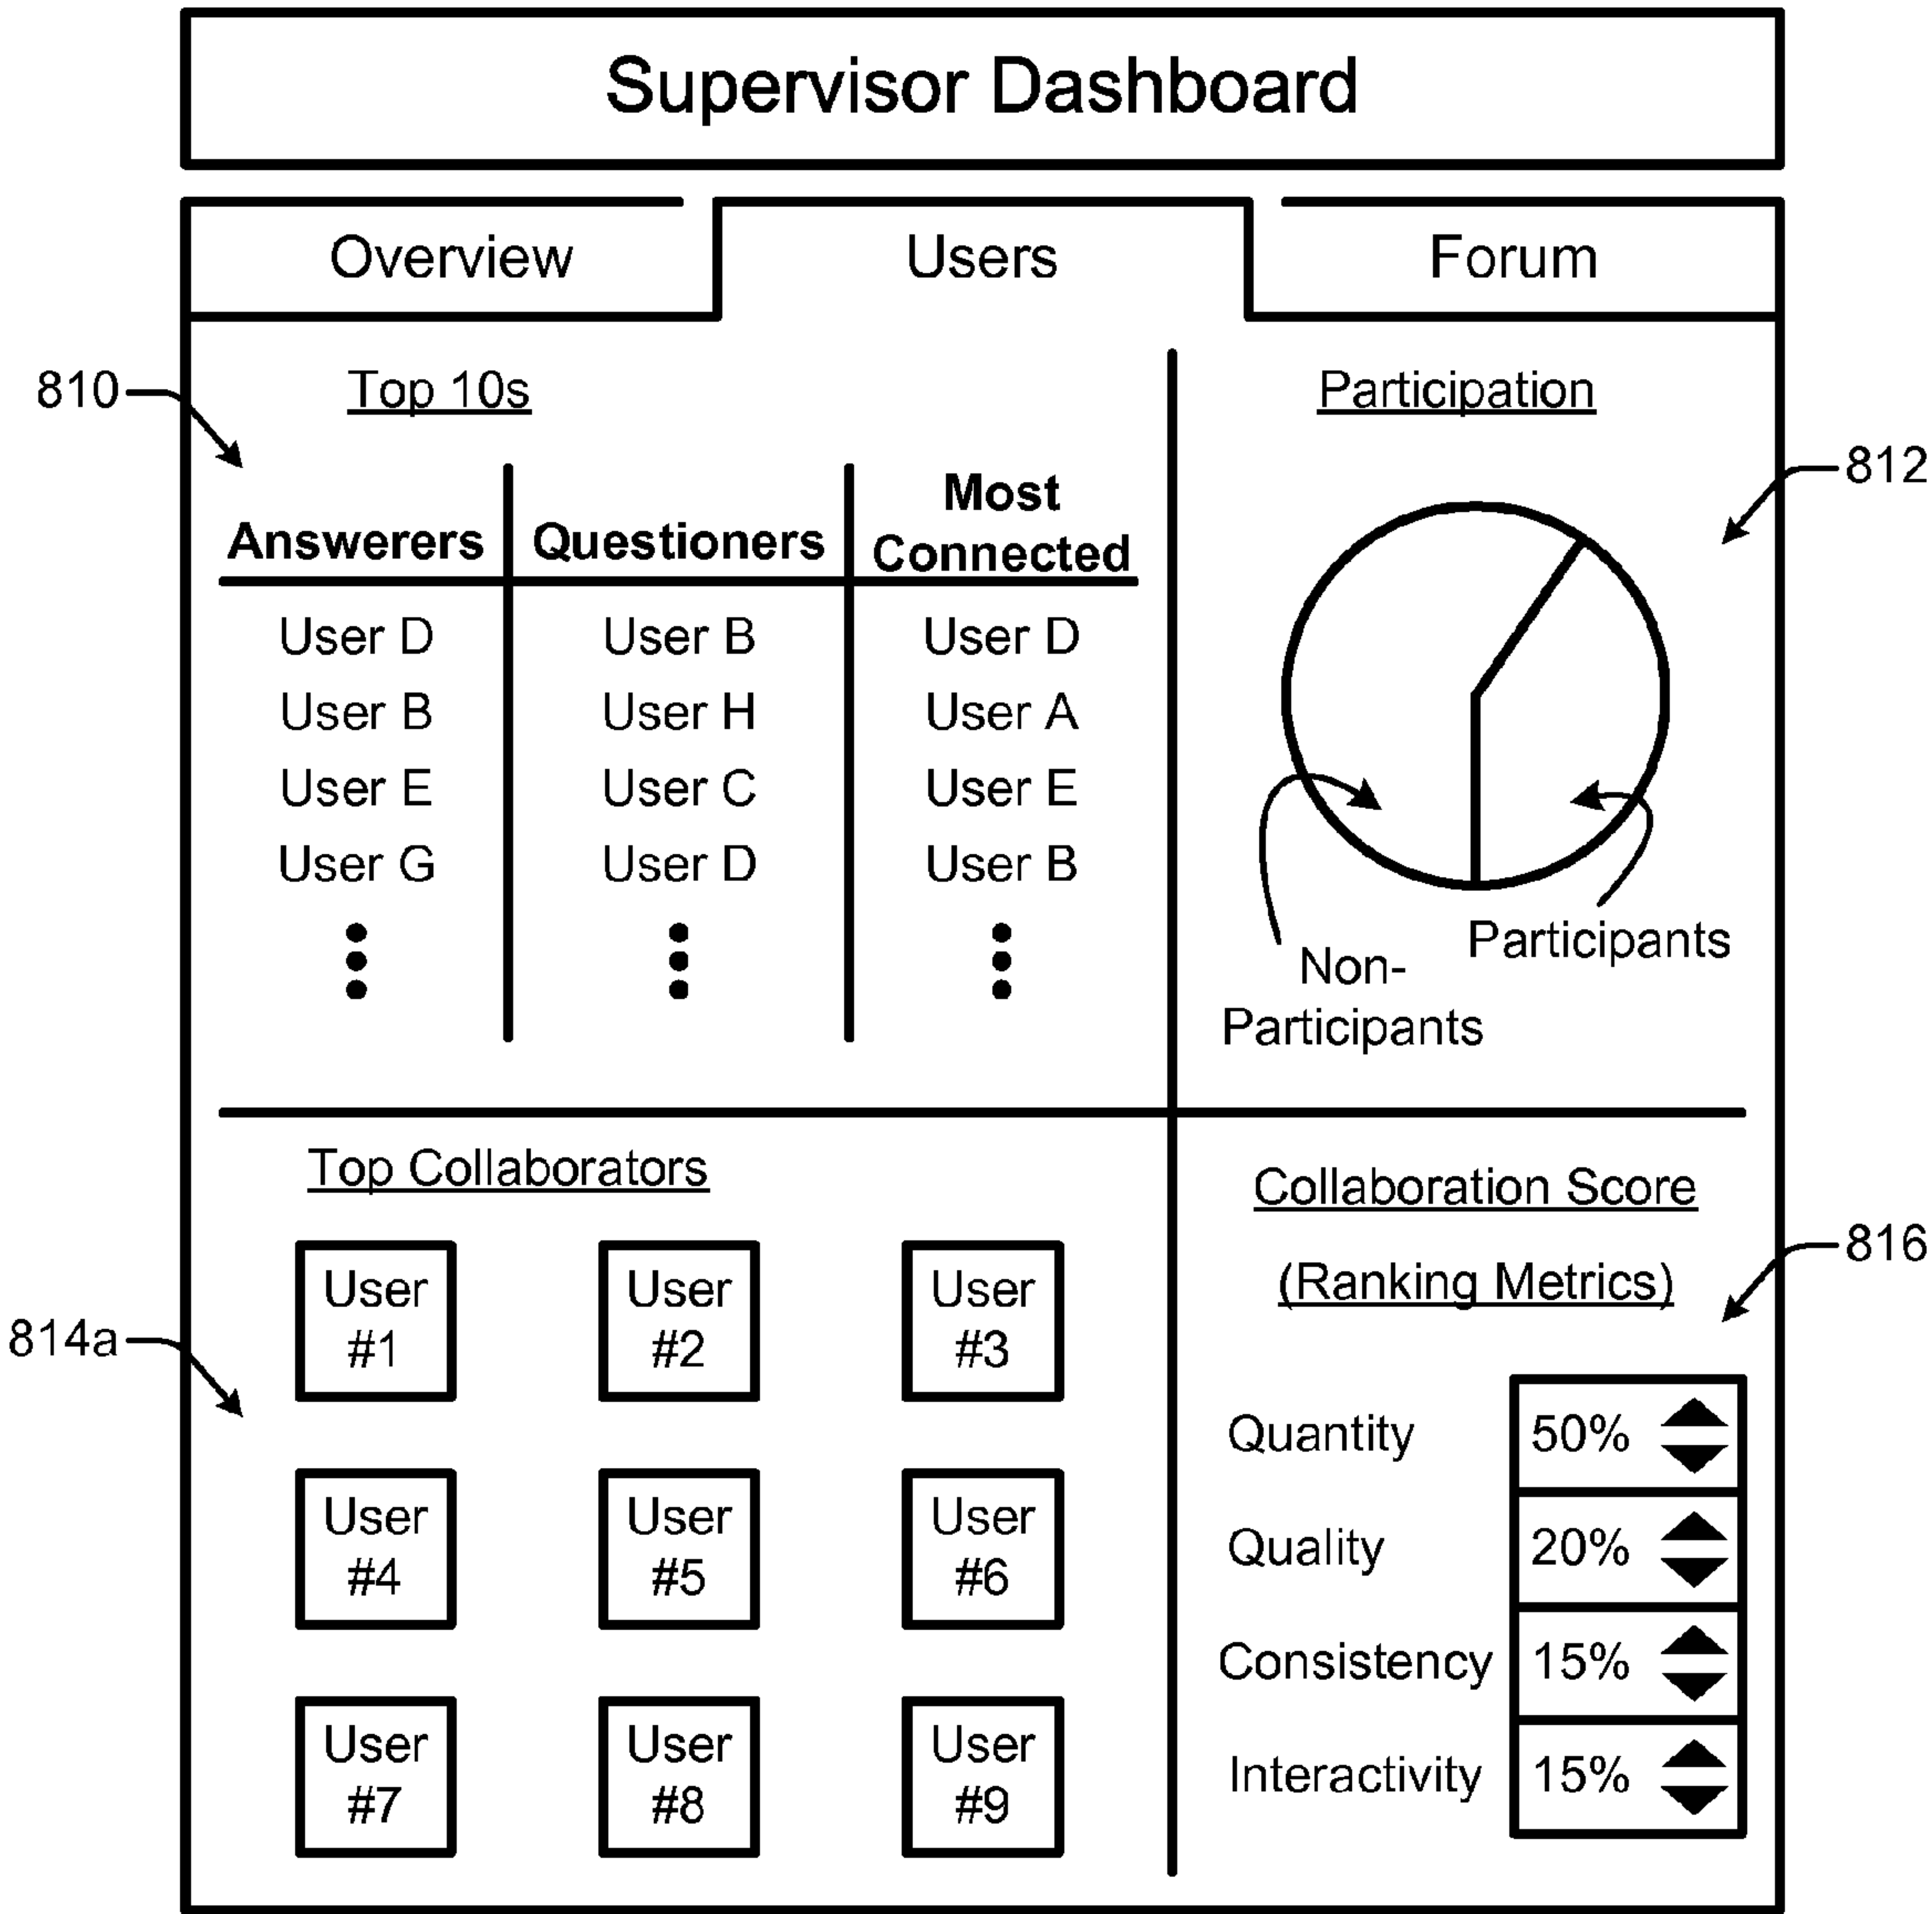 Supervisor Dashboard
Overview
Users
Forum
810
Top 10s
Answerers
Questioners
Most
Connected
User D
User B
User D
User B
User H
User A
User E
User C
User E
User G
User D
User B
Participation
812
Non-
Participants
Participants
Top Collaborators
814a
User
#1
User
#2
User
#3
User
#4
User
#5
User
#6
User
#7
User
#8
User
#9
Collaboration Score
(Ranking Metrics)
816
Quantity 50%
Quality 20%
Consistency 15%
Interactivity 15%